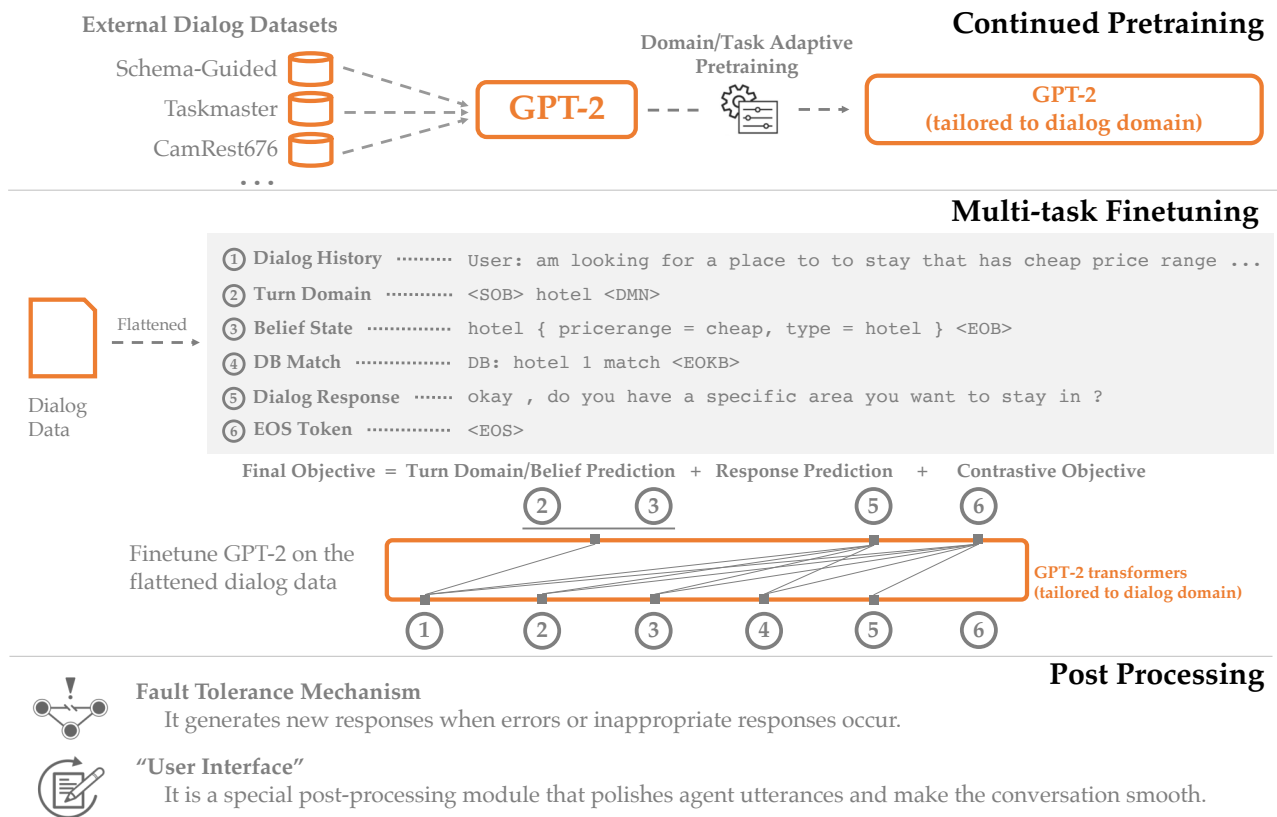 External Dialog Datasets
Continued Pretraining
Schema-Guided
Taskmaster
CamRest676
...
GPT-2
Domain/Task Adaptive
Pretraining
GPT-2
(tailored to dialog domain)
Multi-task Finetuning
Dialog
Data
Flattened
1 Dialog History .......... User: am looking for a place to to stay that has cheap price range ...
2 Turn Domain ............ <SOB> hotel <DMN>
3 Belief State ............... hotel { pricerange = cheap, type = hotel } <EOB>
4 DB Match ................. DB: hotel 1 match <EOKB>
5 Dialog Response ....... okay , do you have a specific area you want to stay in ?
6 EOS Token ............... <EOS>
Final Objective = Turn Domain/Belief Prediction + Response Prediction + Contrastive Objective
2 3 5 6
Finetune GPT-2 on the
flattened dialog data
GPT-2 transformers
(tailored to dialog domain)
1 2 3 4 5 6
Post Processing
!
Fault Tolerance Mechanism
It generates new responses when errors or inappropriate responses occur.
“User Interface”
It is a special post-processing module that polishes agent utterances and make the conversation smooth.